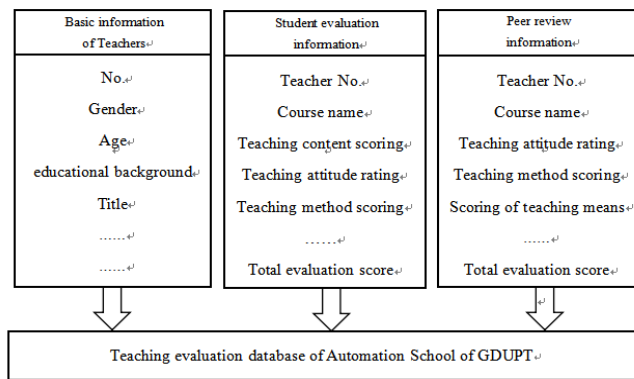 Basic information
of Teachers
No.
Gender
Age
educational background
Title
......
......
Student evaluation
information
Teacher No.
Course name
Teaching content scoring
Teaching attitude rating
Teaching method scoring
......
Total evaluation score
Peer review
information
Teacher No.
Course name
Teaching attitude rating
Teaching method scoring
Scoring of teaching means
......
Total evaluation score
Teaching evaluation database of Automation School of GDUPT